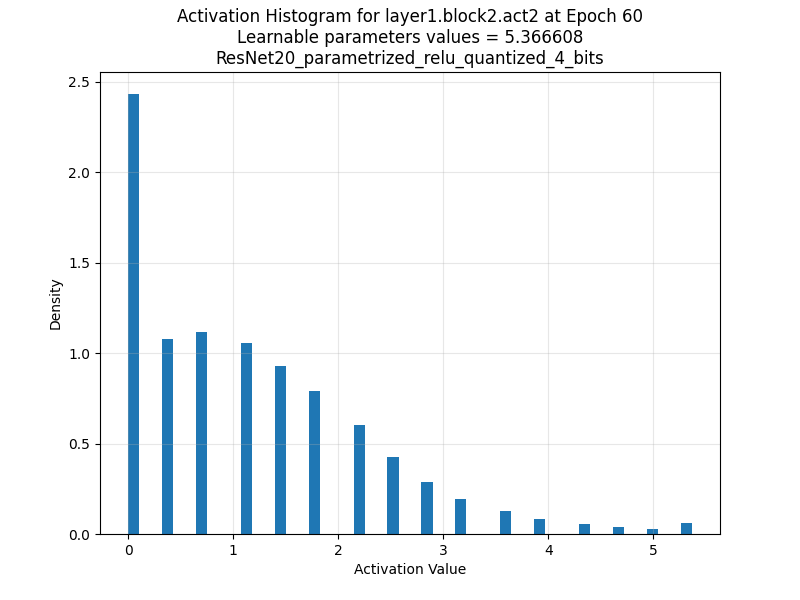 Activation Histogram for layer1.block2.act2 at Epoch 60
Learnable parameters values = 5.366608
ResNet20_parametrized_relu_quantized_4_bits
2.5
2.0
1.5
1.0
0.5
0.0
Density
0 1 2 3 4 5
Activation Value